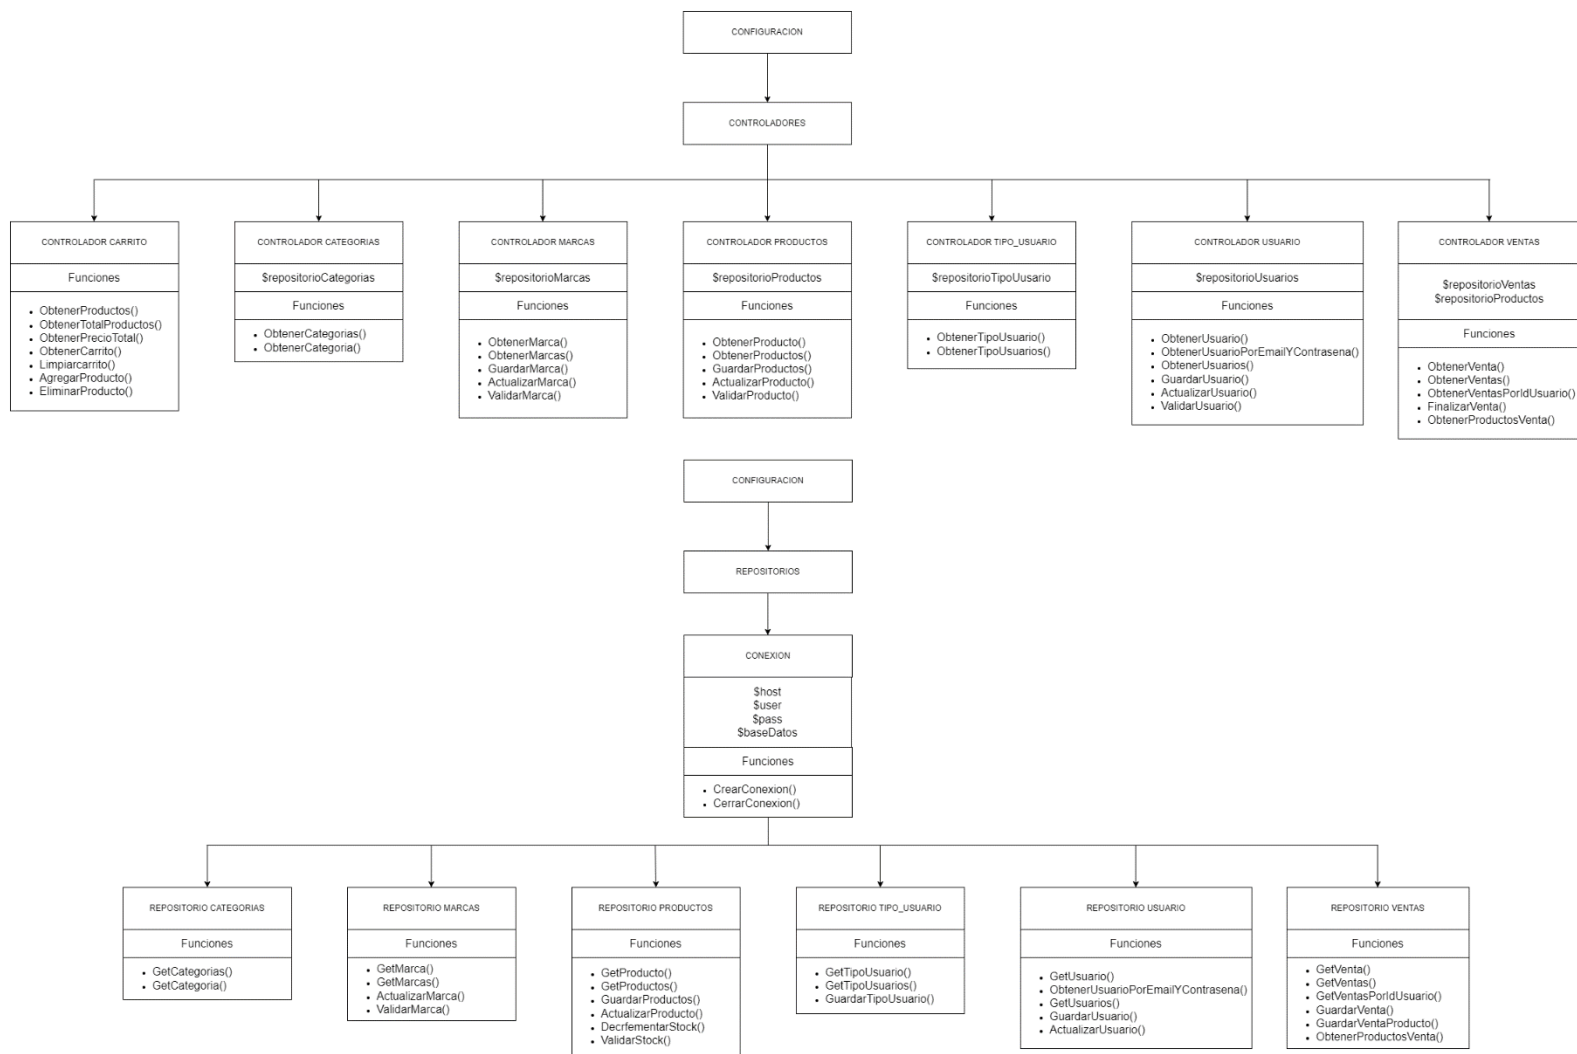 CONFIGURACION
CONTROLADORES
CONTROLADOR CARRITO
Funciones
ObtenerProductos()
ObtenerTotalProductos()
ObtenerPrecioTotal()
ObtenerCarrito()
Limpiarcarrito()
AgregarProducto()
EliminarProducto()
CONTROLADOR CATEGORIAS
$repositorioCategorias
Funciones
ObtenerCategorias()
ObtenerCategoria()
CONTROLADOR MARCAS
$repositorioMarcas
Funciones
ObtenerMarca()
ObtenerMarcas()
GuardarMarca()
ActualizarMarca()
ValidarMarca()
CONTROLADOR PRODUCTOS
$repositorioProductos
Funciones
ObtenerProducto()
ObtenerProductos()
GuardarProductos()
ActualizarProducto()
ValidarProducto()
CONTROLADOR TIPO_USUARIO
$repositorioTipoUusario
Funciones
ObtenerTipoUsuario()
ObtenerTipoUsuarios()
CONTROLADOR USUARIO
$repositorioUsuarios
Funciones
ObtenerUsuario()
ObtenerUsuarioPorEmailYContrasena()
ObtenerUsuarios()
GuardarUsuario()
ActualizarUsuario()
ValidarUsuario()
CONTROLADOR VENTAS
$repositorioVentas
$repositorioProductos
Funciones
ObtenerVenta()
ObtenerVentas()
ObtenerVentasPorIdUsuario()
FinalizarVenta()
ObtenerProductosVenta()
CONFIGURACION
REPOSITORIOS
CONEXION
$host
$user
$pass
$baseDatos
Funciones
CrearConexion()
CerrarConexion()
REPOSITORIO CATEGORIAS
Funciones
GetCategorias()
GetCategoria()
REPOSITORIO MARCAS
Funciones
GetMarca()
GetMarcas()
ActualizarMarca()
ValidarMarca()
REPOSITORIO PRODUCTOS
Funciones
GetProducto()
GetProductos()
GuardarProductos()
ActualizarProducto()
DecrfementarStock()
ValidarStock()
REPOSITORIO TIPO_USUARIO
Funciones
GetTipoUsuario()
GetTipoUsuarios()
GuardarTipoUsuario()
REPOSITORIO USUARIO
Funciones
GetUsuario()
ObtenerUsuarioPorEmailYContrasena()
GetUsuarios()
GuardarUsuario()
ActualizarUsuario()
REPOSITORIO VENTAS
Funciones
GetVenta()
GetVentas()
GetVentasPorIdUsuario()
GuardarVenta()
GuardarVentaProducto()
ObtenerProductosVenta()